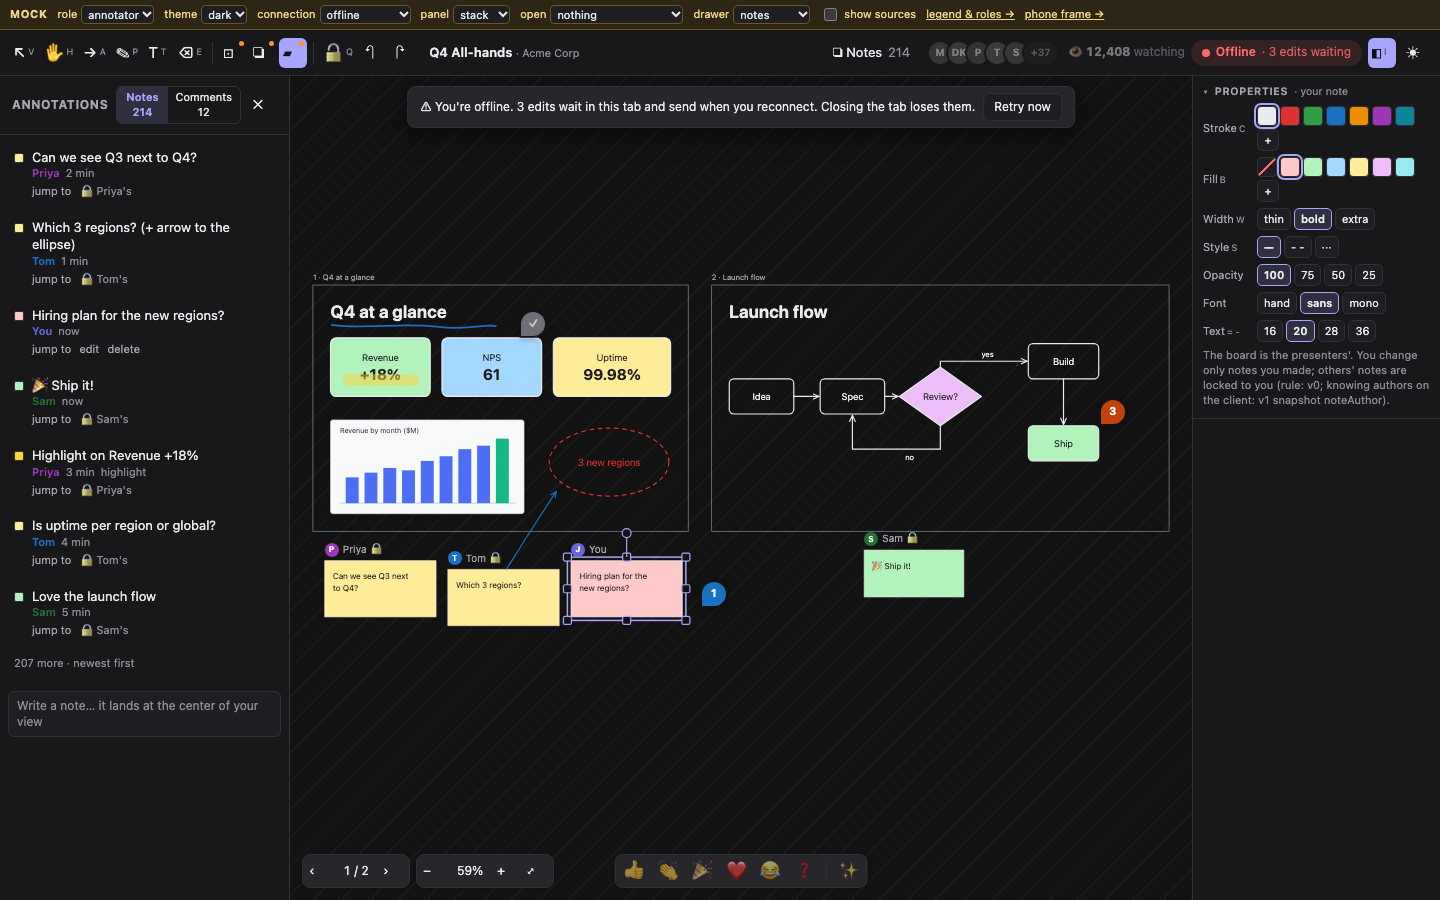 MOCK role annotator theme dark connection offline panel stack open nothing drawer notes show sources legend & roles → phone frame →
V H A P T E Q
Q4 All-hands · Acme Corp
Notes 214
M DK P T S +37
12,408 watching
Offline · 3 edits waiting
ANNOTATIONS
Notes 214
Comments 12
Can we see Q3 next to Q4?
Priya 2 min
jump to 🔒 Priya's
Which 3 regions? (+ arrow to the
ellipse)
Tom 1 min
jump to 🔒 Tom's
Hiring plan for the new regions?
You now
jump to edit delete
🎉 Ship it!
Sam now
jump to 🔒 Sam's
Highlight on Revenue +18%
Priya 3 min highlight
jump to 🔒 Priya's
Is uptime per region or global?
Tom 4 min
jump to 🔒 Tom's
Love the launch flow
Sam 5 min
jump to 🔒 Sam's
207 more · newest first
Write a note... it lands at the center of your
view
⚠ You're offline. 3 edits wait in this tab and send when you reconnect. Closing the tab loses them.
Retry now
1 · Q4 at a glance
Q4 at a glance
Revenue
+18%
NPS
61
Uptime
99.98%
Revenue by month ($M)
3 new regions
P Priya 🔒
Can we see Q3 next
to Q4?
T Tom 🔒
Which 3 regions?
J You
Hiring plan for the
new regions?
1
2 · Launch flow
Launch flow
Idea
Spec
Review?
yes
no
Build
Ship
3
S Sam 🔒
🎉 Ship it!
‹ 1 / 2 ›
− 59% +
PROPERTIES · your note
Stroke C
+
Fill B
+
Width W thin bold extra
Style S
Opacity 100 75 50 25
Font hand sans mono
Text = - 16 20 28 36
The board is the presenters'. You change
only notes you made; others' notes are
locked to you (rule: v0; knowing authors on
the client: v1 snapshot noteAuthor).